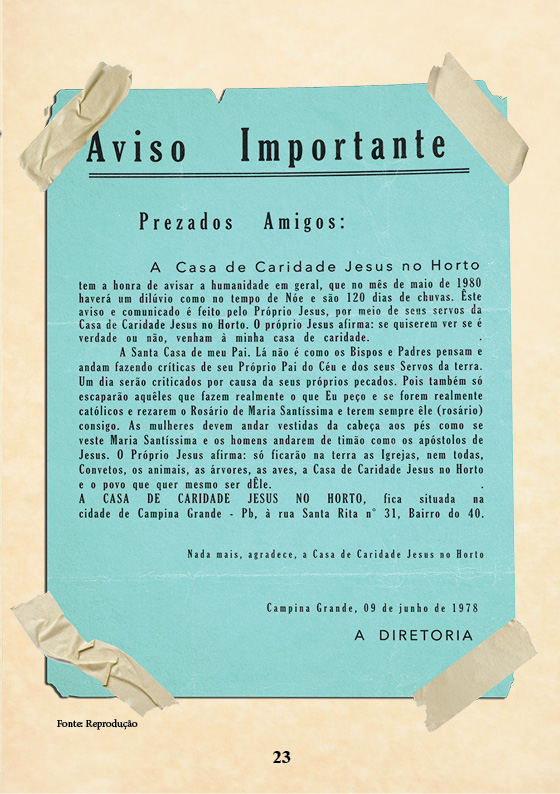 Aviso Importante
Prezados Amigos:
A Casa de Caridade Jesus no Horto
tem a honra de avisar a humanidade em geral, que no mês de maio de 1980
haverá um dilúvio como no tempo de Nóe e são 120 dias de chuvas. Êste
aviso e comunicado é feito pelo Próprio Jesus, por meio de seus servos da
Casa de Caridade Jesus no Horto. O próprio Jesus afirma: se quiserem ver se é
verdade ou não, venham à minha casa de caridade. .
A Santa Casa de meu Pai. Lá não é como os Bispos e Padres pensam e
andam fazendo críticas de seu Próprio Pai do Céu e dos seus Servos da terra.
Um dia serão criticados por causa da seus próprios pecados. Pois também só
escaparão aquêles que fazem realmente o que Eu peço e se forem realmente
católicos e rezarem o Rosário de Maria Santíssima e terem sempre êle (rosário)
consigo. As mulheres devem andar vestidas da cabeça aos pés como se
veste Maria Santíssima e os homens andarem de timão como os apóstolos de
Jesus. O Próprio Jesus afirma: só ficarão na terra as Igrejas, nem todas,
Convetos, os animais, as árvores, as aves, a Casa de Caridade Jesus no Horto
e o povo que quer mesmo ser dÊle. .
A CASA DE CARIDADE JESUS NO HORTO, fica situada na
cidade de Campina Grande - Pb, à rua Santa Rita n° 31, Bairro do 40.
Nada mais, agradece, a Casa de Caridade Jesus no Horto
Campina Grande, 09 de junho de 1978
A DIRETORIA
Fonte: Reprodução
23